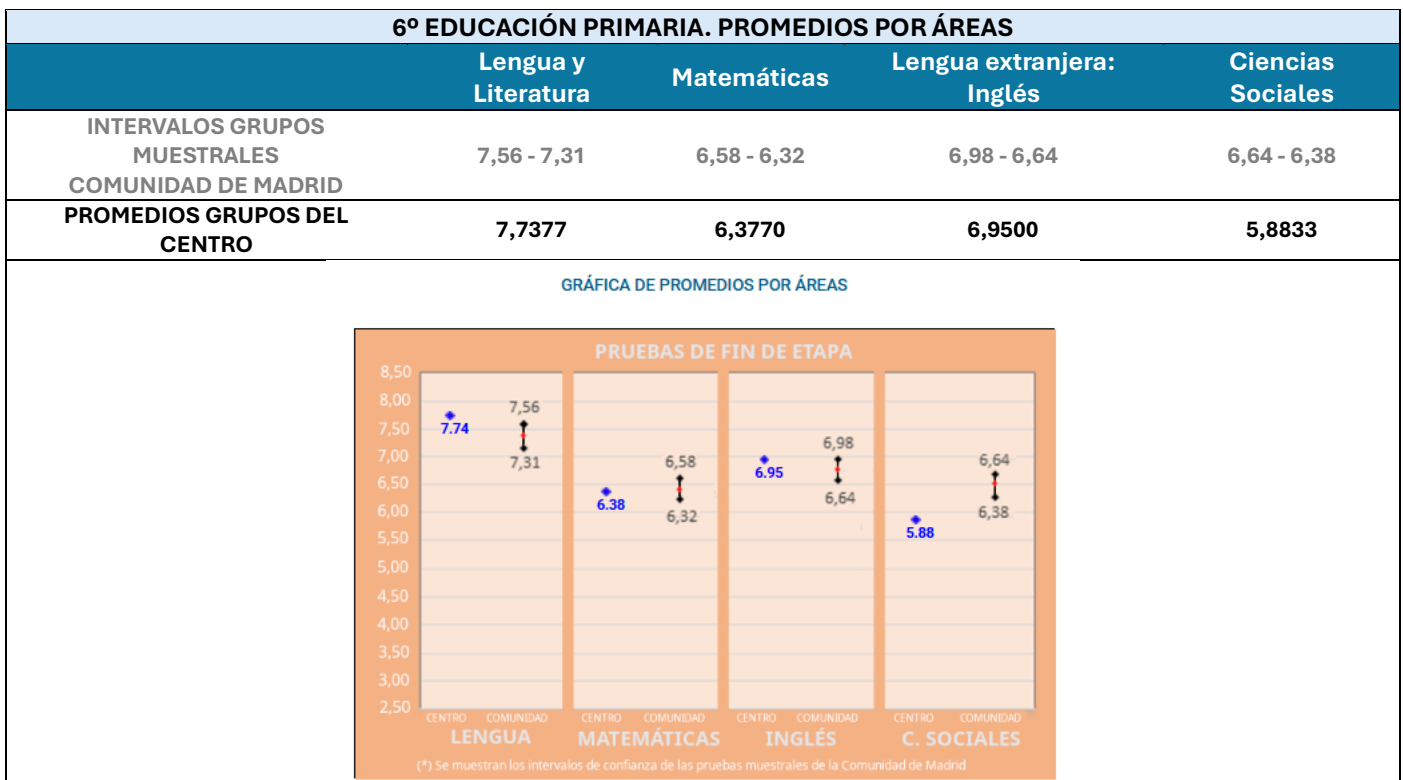 6º EDUCACIÓN PRIMARIA. PROMEDIOS POR ÁREAS
Lengua y
Literatura
Matemáticas
Lengua extranjera:
Inglés
Ciencias
Sociales
INTERVALOS GRUPOS
MUESTRALES
COMUNIDAD DE MADRID
7,56 - 7,31
6,58 - 6,32
6,98 - 6,64
6,64 - 6,38
PROMEDIOS GRUPOS DEL
CENTRO
7,7377
6,3770
6,9500
5,8833
GRÁFICA DE PROMEDIOS POR ÁREAS
PRUEBAS DE FIN DE ETAPA
8,50
8,00
7,50
7,00
6,50
6,00
5,50
5,00
4,50
4,00
3,50
3,00
2,50
7.74
7,56
7,31
6.38
6,58
6,32
6.95
6,98
6,64
5.88
6,64
6,38
CENTRO COMUNIDAD
LENGUA
CENTRO COMUNIDAD
MATEMÁTICAS
CENTRO COMUNIDAD
INGLÉS
CENTRO COMUNIDAD
C. SOCIALES
(*) Se muestran los intervalos de confianza de las pruebas muestrales de la Comunidad de Madrid